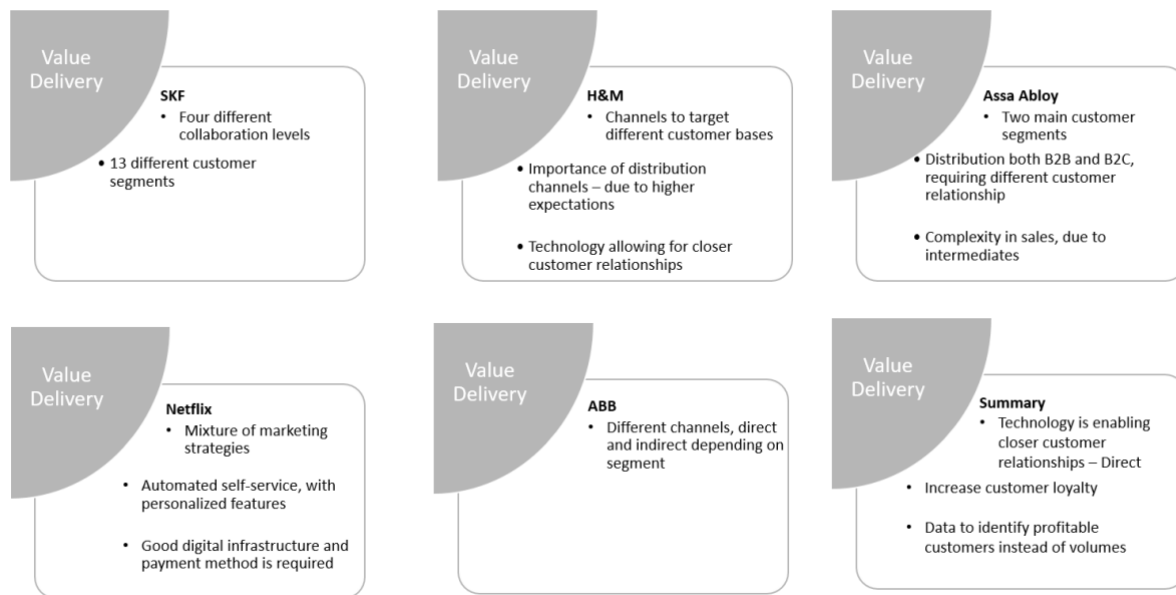 Value
Delivery
SKF
• Four different
collaboration levels
• 13 different customer
segments
Value
Delivery
H&M
• Channels to target
different customer bases
• Importance of distribution
channels – due to higher
expectations
• Technology allowing for closer
customer relationships
Value
Delivery
Assa Abloy
• Two main customer
segments
• Distribution both B2B and B2C,
requiring different customer
relationship
• Complexity in sales, due to
intermediates
Value
Delivery
Netflix
• Mixture of marketing
strategies
• Automated self-service, with
personalized features
• Good digital infrastructure and
payment method is required
Value
Delivery
ABB
• Different channels, direct
and indirect depending on
segment
Value
Delivery
Summary
• Technology is enabling
closer customer
relationships – Direct
• Increase customer loyalty
• Data to identify profitable
customers instead of volumes